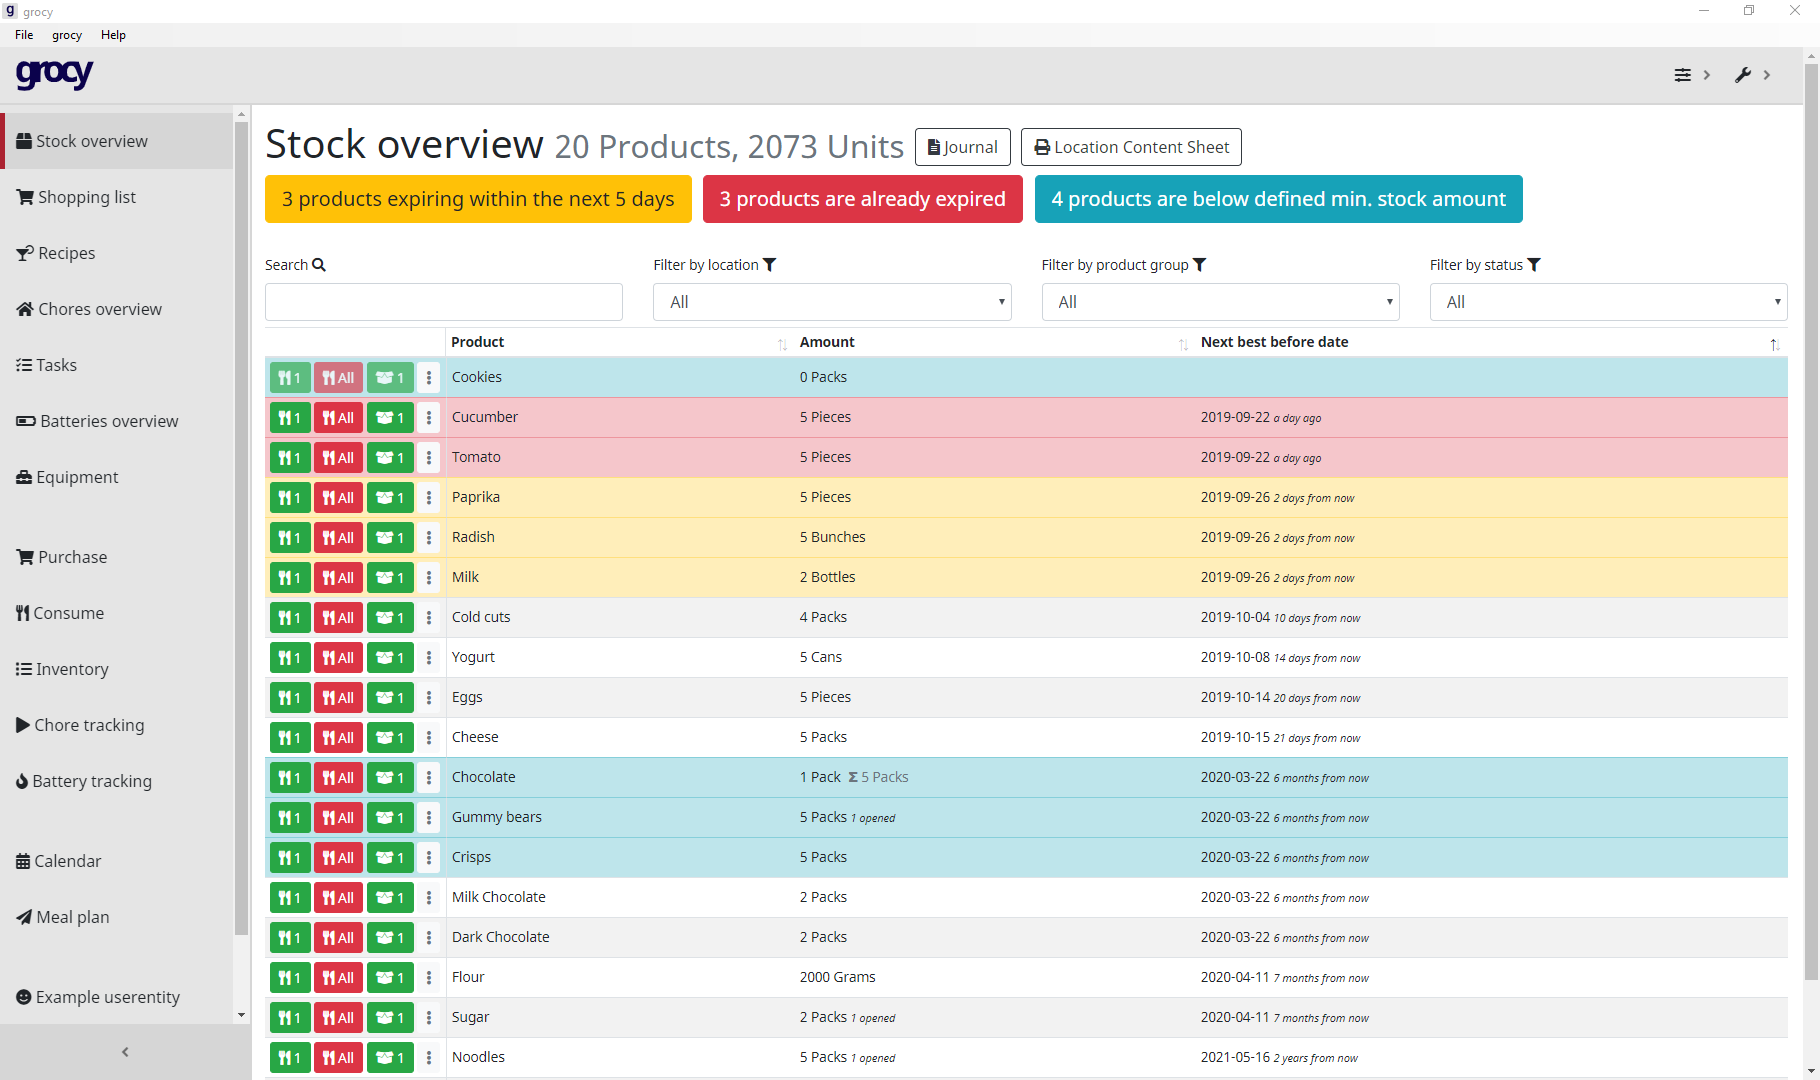 grocy
File grocy Help
grocy
Stock overview
Shopping list
Recipes
Chores overview
Tasks
Batteries overview
Equipment
Purchase
Consume
Inventory
Chore tracking
Battery tracking
Calendar
Meal plan
Example userentity
Stock overview 20 Products, 2073 Units Journal Location Content Sheet
3 products expiring within the next 5 days 3 products are already expired 4 products are below defined min. stock amount
Search Filter by location Filter by product group Filter by status
All All All
Product Amount Next best before date
1 All 1 Cookies 0 Packs
1 All 1 Cucumber 5 Pieces 2019-09-22 a day ago
1 All 1 Tomato 5 Pieces 2019-09-22 a day ago
1 All 1 Paprika 5 Pieces 2019-09-26 2 days from now
1 All 1 Radish 5 Bunches 2019-09-26 2 days from now
1 All 1 Milk 2 Bottles 2019-09-26 2 days from now
1 All 1 Cold cuts 4 Packs 2019-10-04 10 days from now
1 All 1 Yogurt 5 Cans 2019-10-08 14 days from now
1 All 1 Eggs 5 Pieces 2019-10-14 20 days from now
1 All 1 Cheese 5 Packs 2019-10-15 21 days from now
1 All 1 Chocolate 1 Pack Σ 5 Packs 2020-03-22 6 months from now
1 All 1 Gummy bears 5 Packs 1 opened 2020-03-22 6 months from now
1 All 1 Crisps 5 Packs 2020-03-22 6 months from now
1 All 1 Milk Chocolate 2 Packs 2020-03-22 6 months from now
1 All 1 Dark Chocolate 2 Packs 2020-03-22 6 months from now
1 All 1 Flour 2000 Grams 2020-04-11 7 months from now
1 All 1 Sugar 2 Packs 1 opened 2020-04-11 7 months from now
1 All 1 Noodles 5 Packs 1 opened 2021-05-16 2 years from now